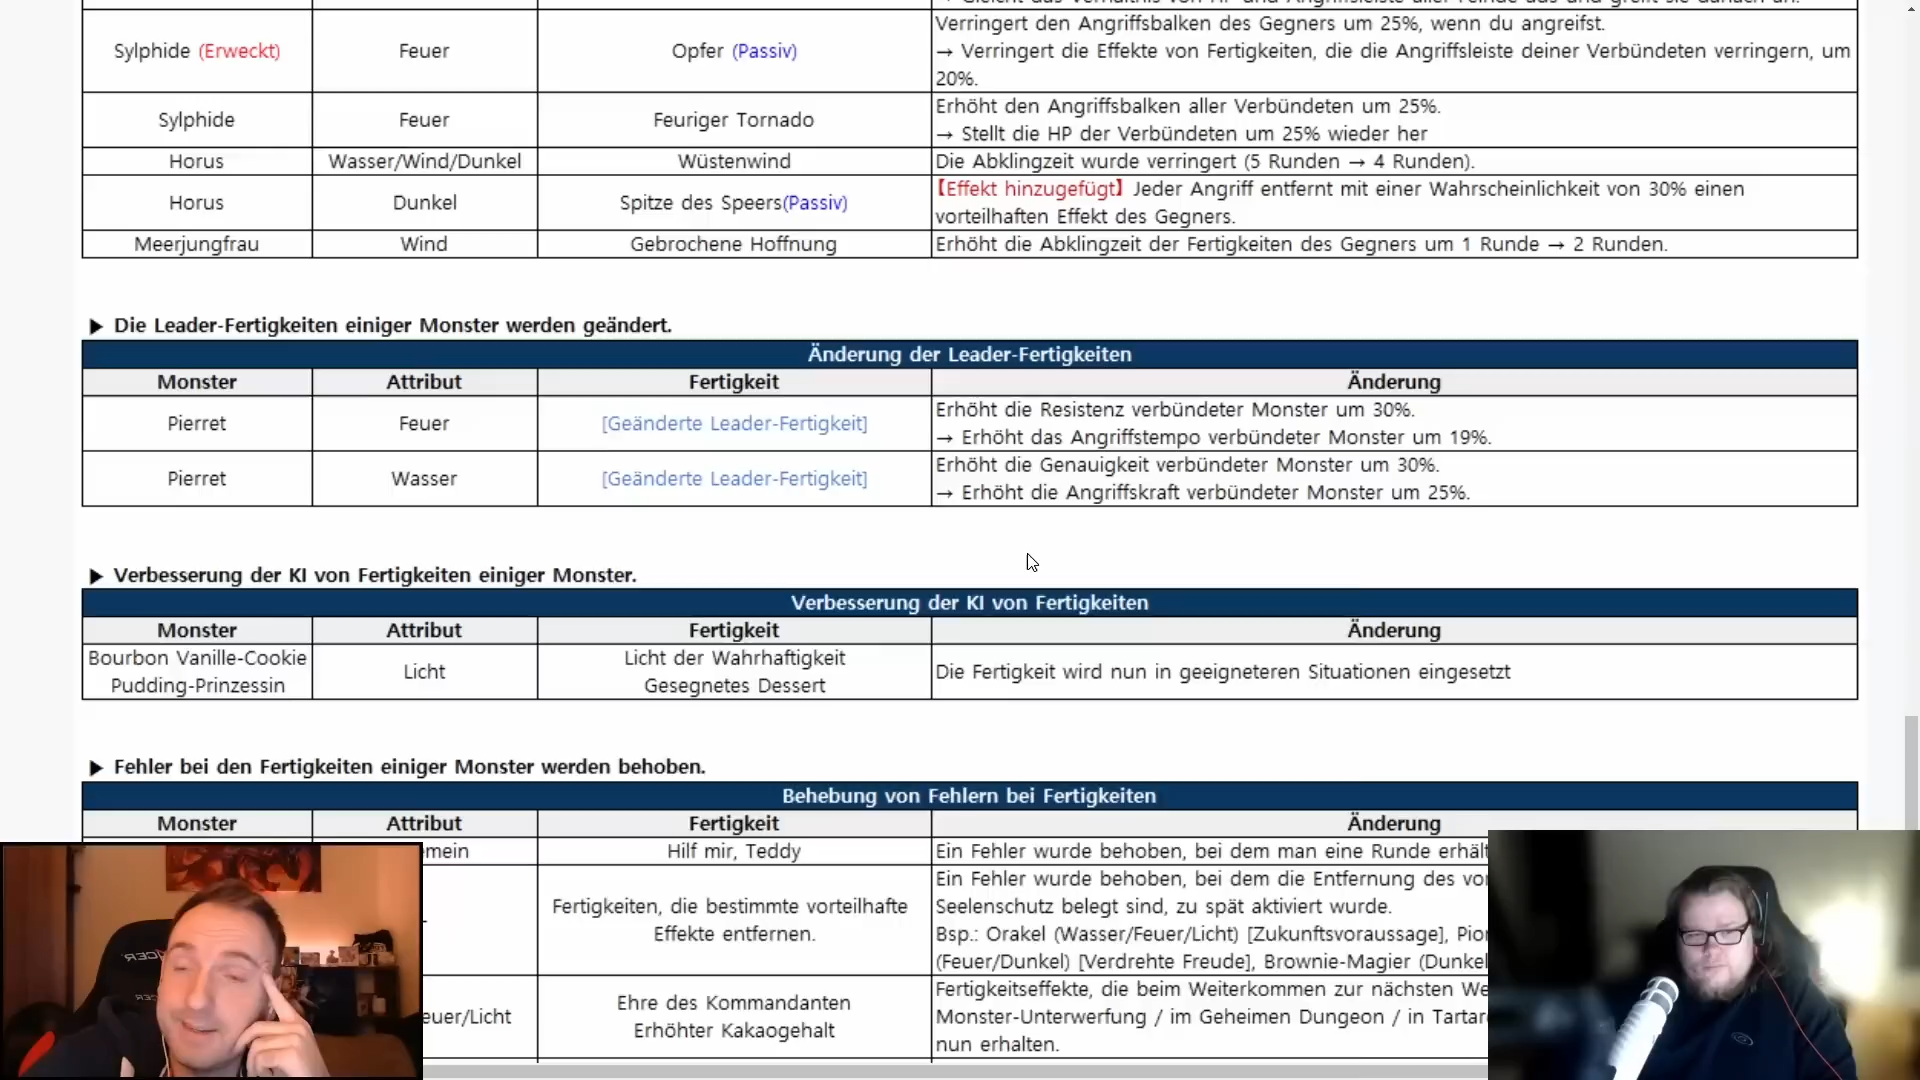 Verringert den Angriffsbalken des Gegners um 25%, wenn du angreifst.
Sylphide (Erweckt) Feuer Opfer (Passiv) → Verringert die Effekte von Fertigkeiten, die die Angriffsleiste deiner Verbündeten verringern, um
20%.
Erhöht den Angriffsbalken aller Verbündeten um 25%.
Sylphide Feuer Feuriger Tornado
→ Stellt die HP der Verbündeten um 25% wieder her
Horus Wasser/Wind/Dunkel Wüstenwind Die Abklingzeit wurde verringert (5 Runden → 4 Runden).
【Effekt hinzugefügt】Jeder Angriff entfernt mit einer Wahrscheinlichkeit von 30% einen
Horus Dunkel Spitze des Speers(Passiv)
vorteilhaften Effekt des Gegners.
Meerjungfrau Wind Gebrochene Hoffnung Erhöht die Abklingzeit der Fertigkeiten des Gegners um 1 Runde → 2 Runden.
▶ Die Leader-Fertigkeiten einiger Monster werden geändert.
Änderung der Leader-Fertigkeiten
Monster Attribut Fertigkeit Änderung
Erhöht die Resistenz verbündeter Monster um 30%.
Pierret Feuer [Geänderte Leader-Fertigkeit]
→ Erhöht das Angriffstempo verbündeter Monster um 19%.
Erhöht die Genauigkeit verbündeter Monster um 30%.
Pierret Wasser [Geänderte Leader-Fertigkeit]
→ Erhöht die Angriffskraft verbündeter Monster um 25%.
▶ Verbesserung der KI von Fertigkeiten einiger Monster.
Verbesserung der KI von Fertigkeiten
Monster Attribut Fertigkeit Änderung
Bourbon Vanille-Cookie Licht der Wahrhaftigkeit
Licht Die Fertigkeit wird nun in geeigneteren Situationen eingesetzt
Pudding-Prinzessin Gesegnetes Dessert
▶ Fehler bei den Fertigkeiten einiger Monster werden behoben.
Behebung von Fehlern bei Fertigkeiten
Monster Attribut Fertigkeit Änderung
emein Hilf mir, Teddy Ein Fehler wurde behoben, bei dem man eine Runde erhält
Ein Fehler wurde behoben, bei dem die Entfernung des vo
Fertigkeiten, die bestimmte vorteilhafte Seelenschutz belegt sind, zu spät aktiviert wurde.
Effekte entfernen. Bsp.: Orakel (Wasser/Feuer/Licht) [Zukunftsvoraussage], Pio
(Feuer/Dunkel) [Verdrehte Freude], Brownie-Magier (Dunkel
Ehre des Kommandanten Fertigkeitseffekte, die beim Weiterkommen zur nächsten We
euer/Licht Monster-Unterwerfung / im Geheimen Dungeon / in Tartar
Erhöhter Kakaogehalt nun erhalten.